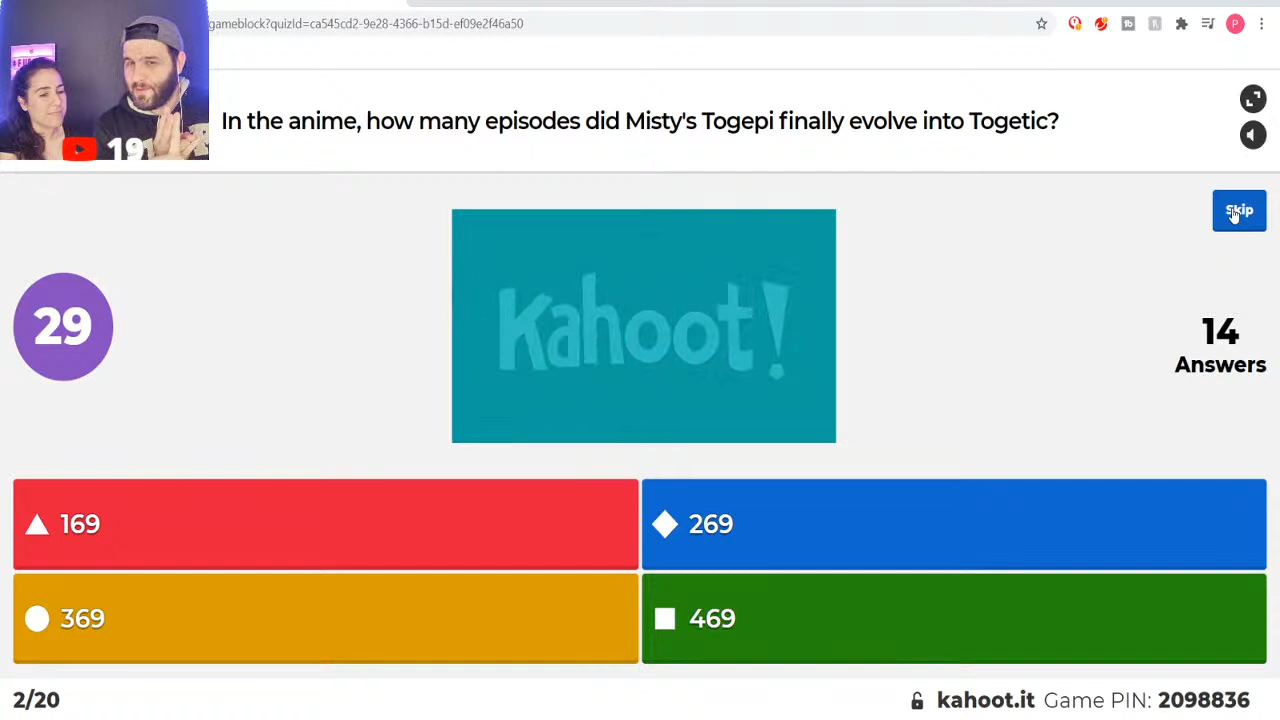 gameblock?quizId=ca545cd2-9e28-4366-b15d-ef09e2f46a50
19
In the anime, how many episodes did Misty's Togepi finally evolve into Togetic?
Skip
29
Kahoot!
14
Answers
169
269
369
469
2/20
kahoot.it Game PIN: 2098836